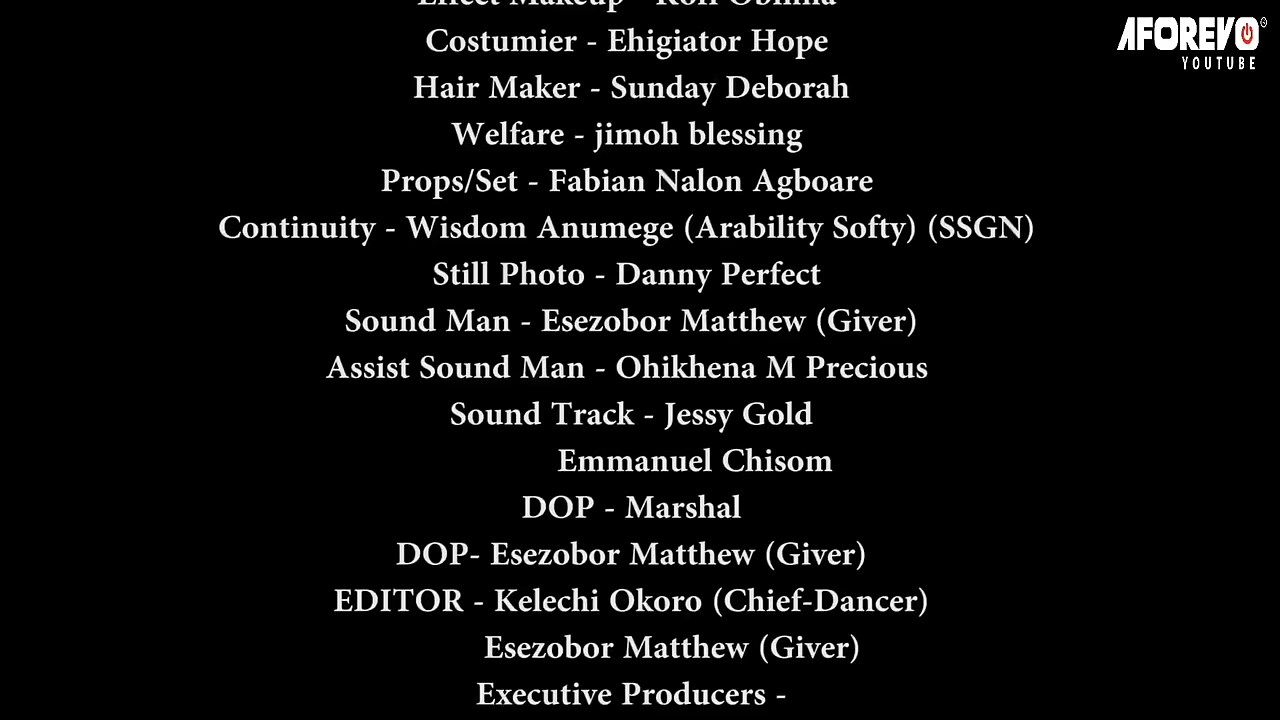 Costumier - Ehigiator Hope
Hair Maker - Sunday Deborah
Welfare - jimoh blessing
Props/Set - Fabian Nalon Agboare
Continuity - Wisdom Anumege (Arability Softy) (SSGN)
Still Photo - Danny Perfect
Sound Man - Esezobor Matthew (Giver)
Assist Sound Man - Ohikhena M Precious
Sound Track - Jessy Gold
Emmanuel Chisom
DOP - Marshal
DOP- Esezobor Matthew (Giver)
EDITOR - Kelechi Okoro (Chief-Dancer)
Esezobor Matthew (Giver)
Executive Producers -
AFOREVO
YOUTUBE